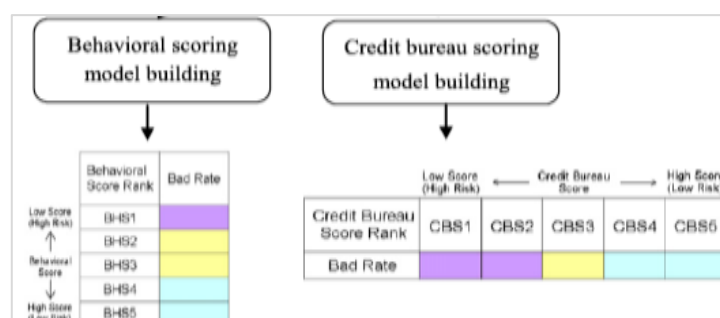 Behavioral scoring
model building
Credit bureau scoring
model building
Behavioral
Score Rank
Bad Rate
Low Score
(High Risk)
BHS1
BHS2
Behavioral
Score
BHS3
BHS4
High Score
(Low Risk)
BHS5
Low Score
(High Risk)
Credit Bureau
Score
High Score
(Low Risk)
Credit Bureau
Score Rank
CBS1
CBS2
CBS3
CBS4
CBS5
Bad Rate